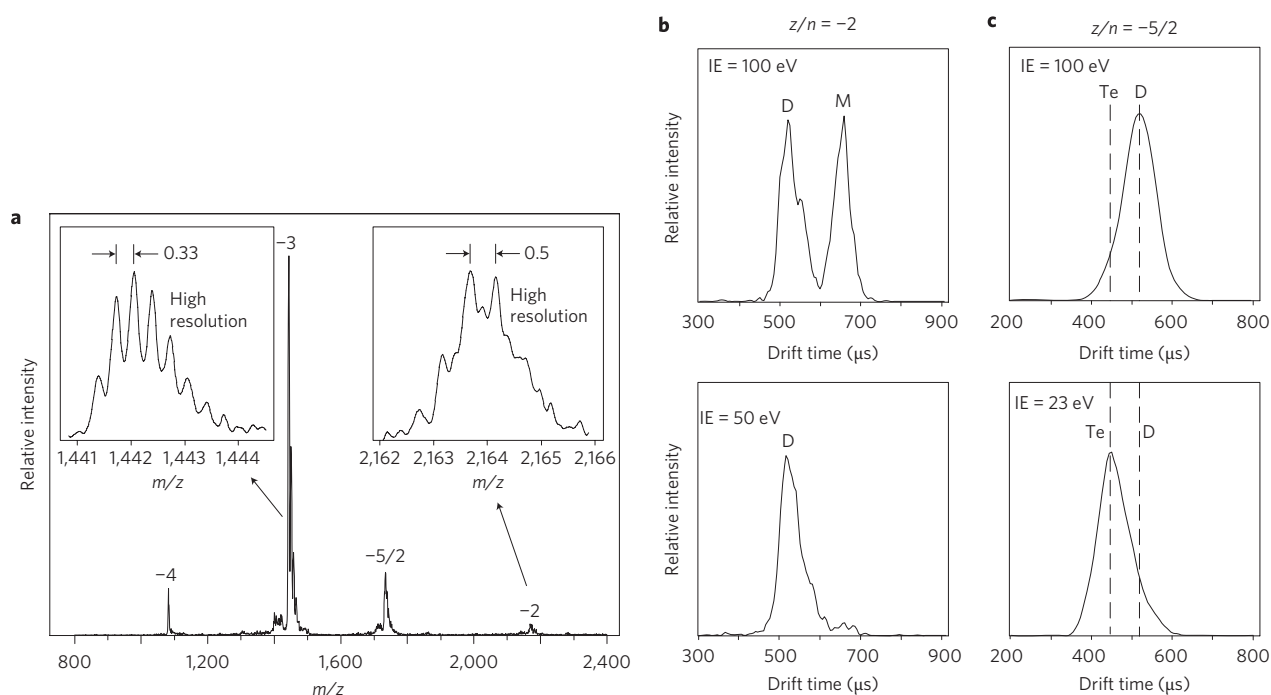 a
Relative intensity
0.33
High
resolution
1,441 1,442 1,443 1,444
m/z
−3
0.5
High
resolution
2,162 2,163 2,164 2,165 2,166
m/z
−4
−5/2
−2
800 1,200 1,600 2,000 2,400
m/z
b
z/n = −2
IE = 100 eV
D
M
Relative intensity
300 500 700 900
Drift time (μs)
IE = 50 eV
D
Relative intensity
300 500 700 900
Drift time (μs)
c
z/n = −5/2
IE = 100 eV
Te D
200 400 600 800
Drift time (μs)
IE = 23 eV
Te D
200 400 600 800
Drift time (μs)